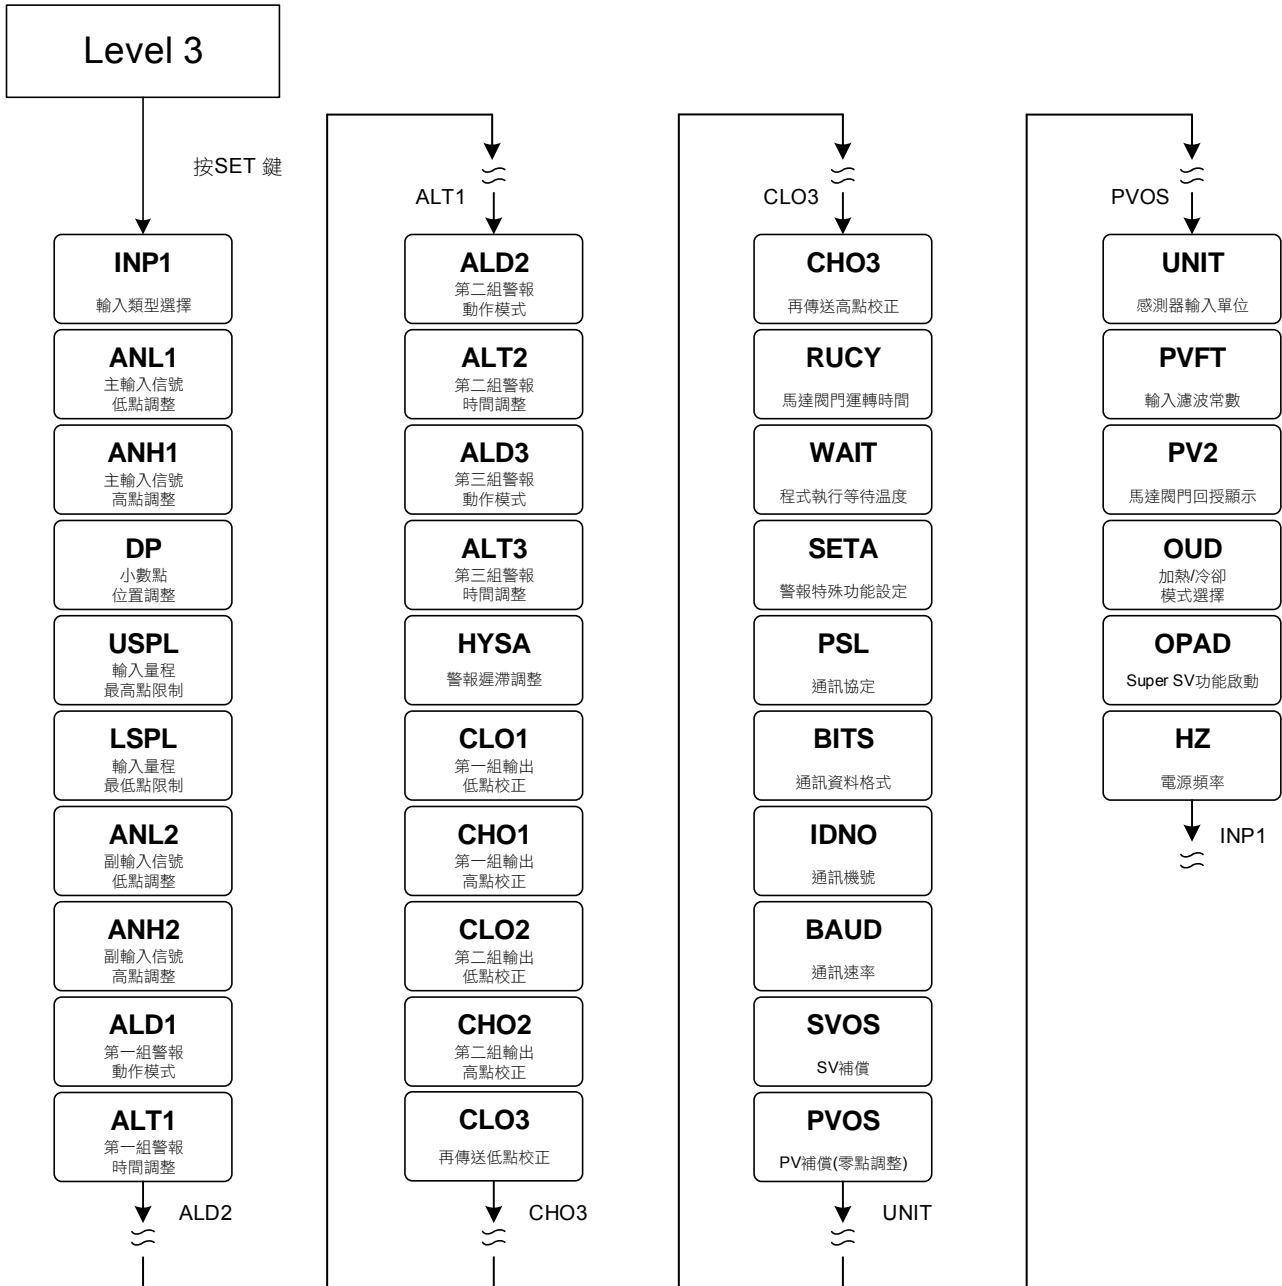 Level 3
按SET 鍵
INP1
輸入類型選擇
ANL1
主輸入信號
低點調整
ANH1
主輸入信號
高點調整
DP
小數點
位置調整
USPL
輸入量程
最高點限制
LSPL
輸入量程
最低點限制
ANL2
副輸入信號
低點調整
ANH2
副輸入信號
高點調整
ALD1
第一組警報
動作模式
ALT1
第一組警報
時間調整
ALD2
ALT1
ALD2
第二組警報
動作模式
ALT2
第二組警報
時間調整
ALD3
第三組警報
動作模式
ALT3
第三組警報
時間調整
HYSA
警報遲滯調整
CLO1
第一組輸出
低點校正
CHO1
第一組輸出
高點校正
CLO2
第二組輸出
低點校正
CHO2
第二組輸出
高點校正
CLO3
再傳送低點校正
CHO3
CLO3
CHO3
再傳送高點校正
RUCY
馬達閥門運轉時間
WAIT
程式執行等待温度
SETA
警報特殊功能設定
PSL
通訊協定
BITS
通訊資料格式
IDNO
通訊機號
BAUD
通訊速率
SVOS
SV補償
PVOS
PV補償(零點調整)
UNIT
PVOS
UNIT
感測器輸入單位
PVFT
輸入濾波常數
PV2
馬達閥門回授顯示
OUD
加熱/冷卻
模式選擇
OPAD
Super SV功能啟動
HZ
電源頻率
INP1